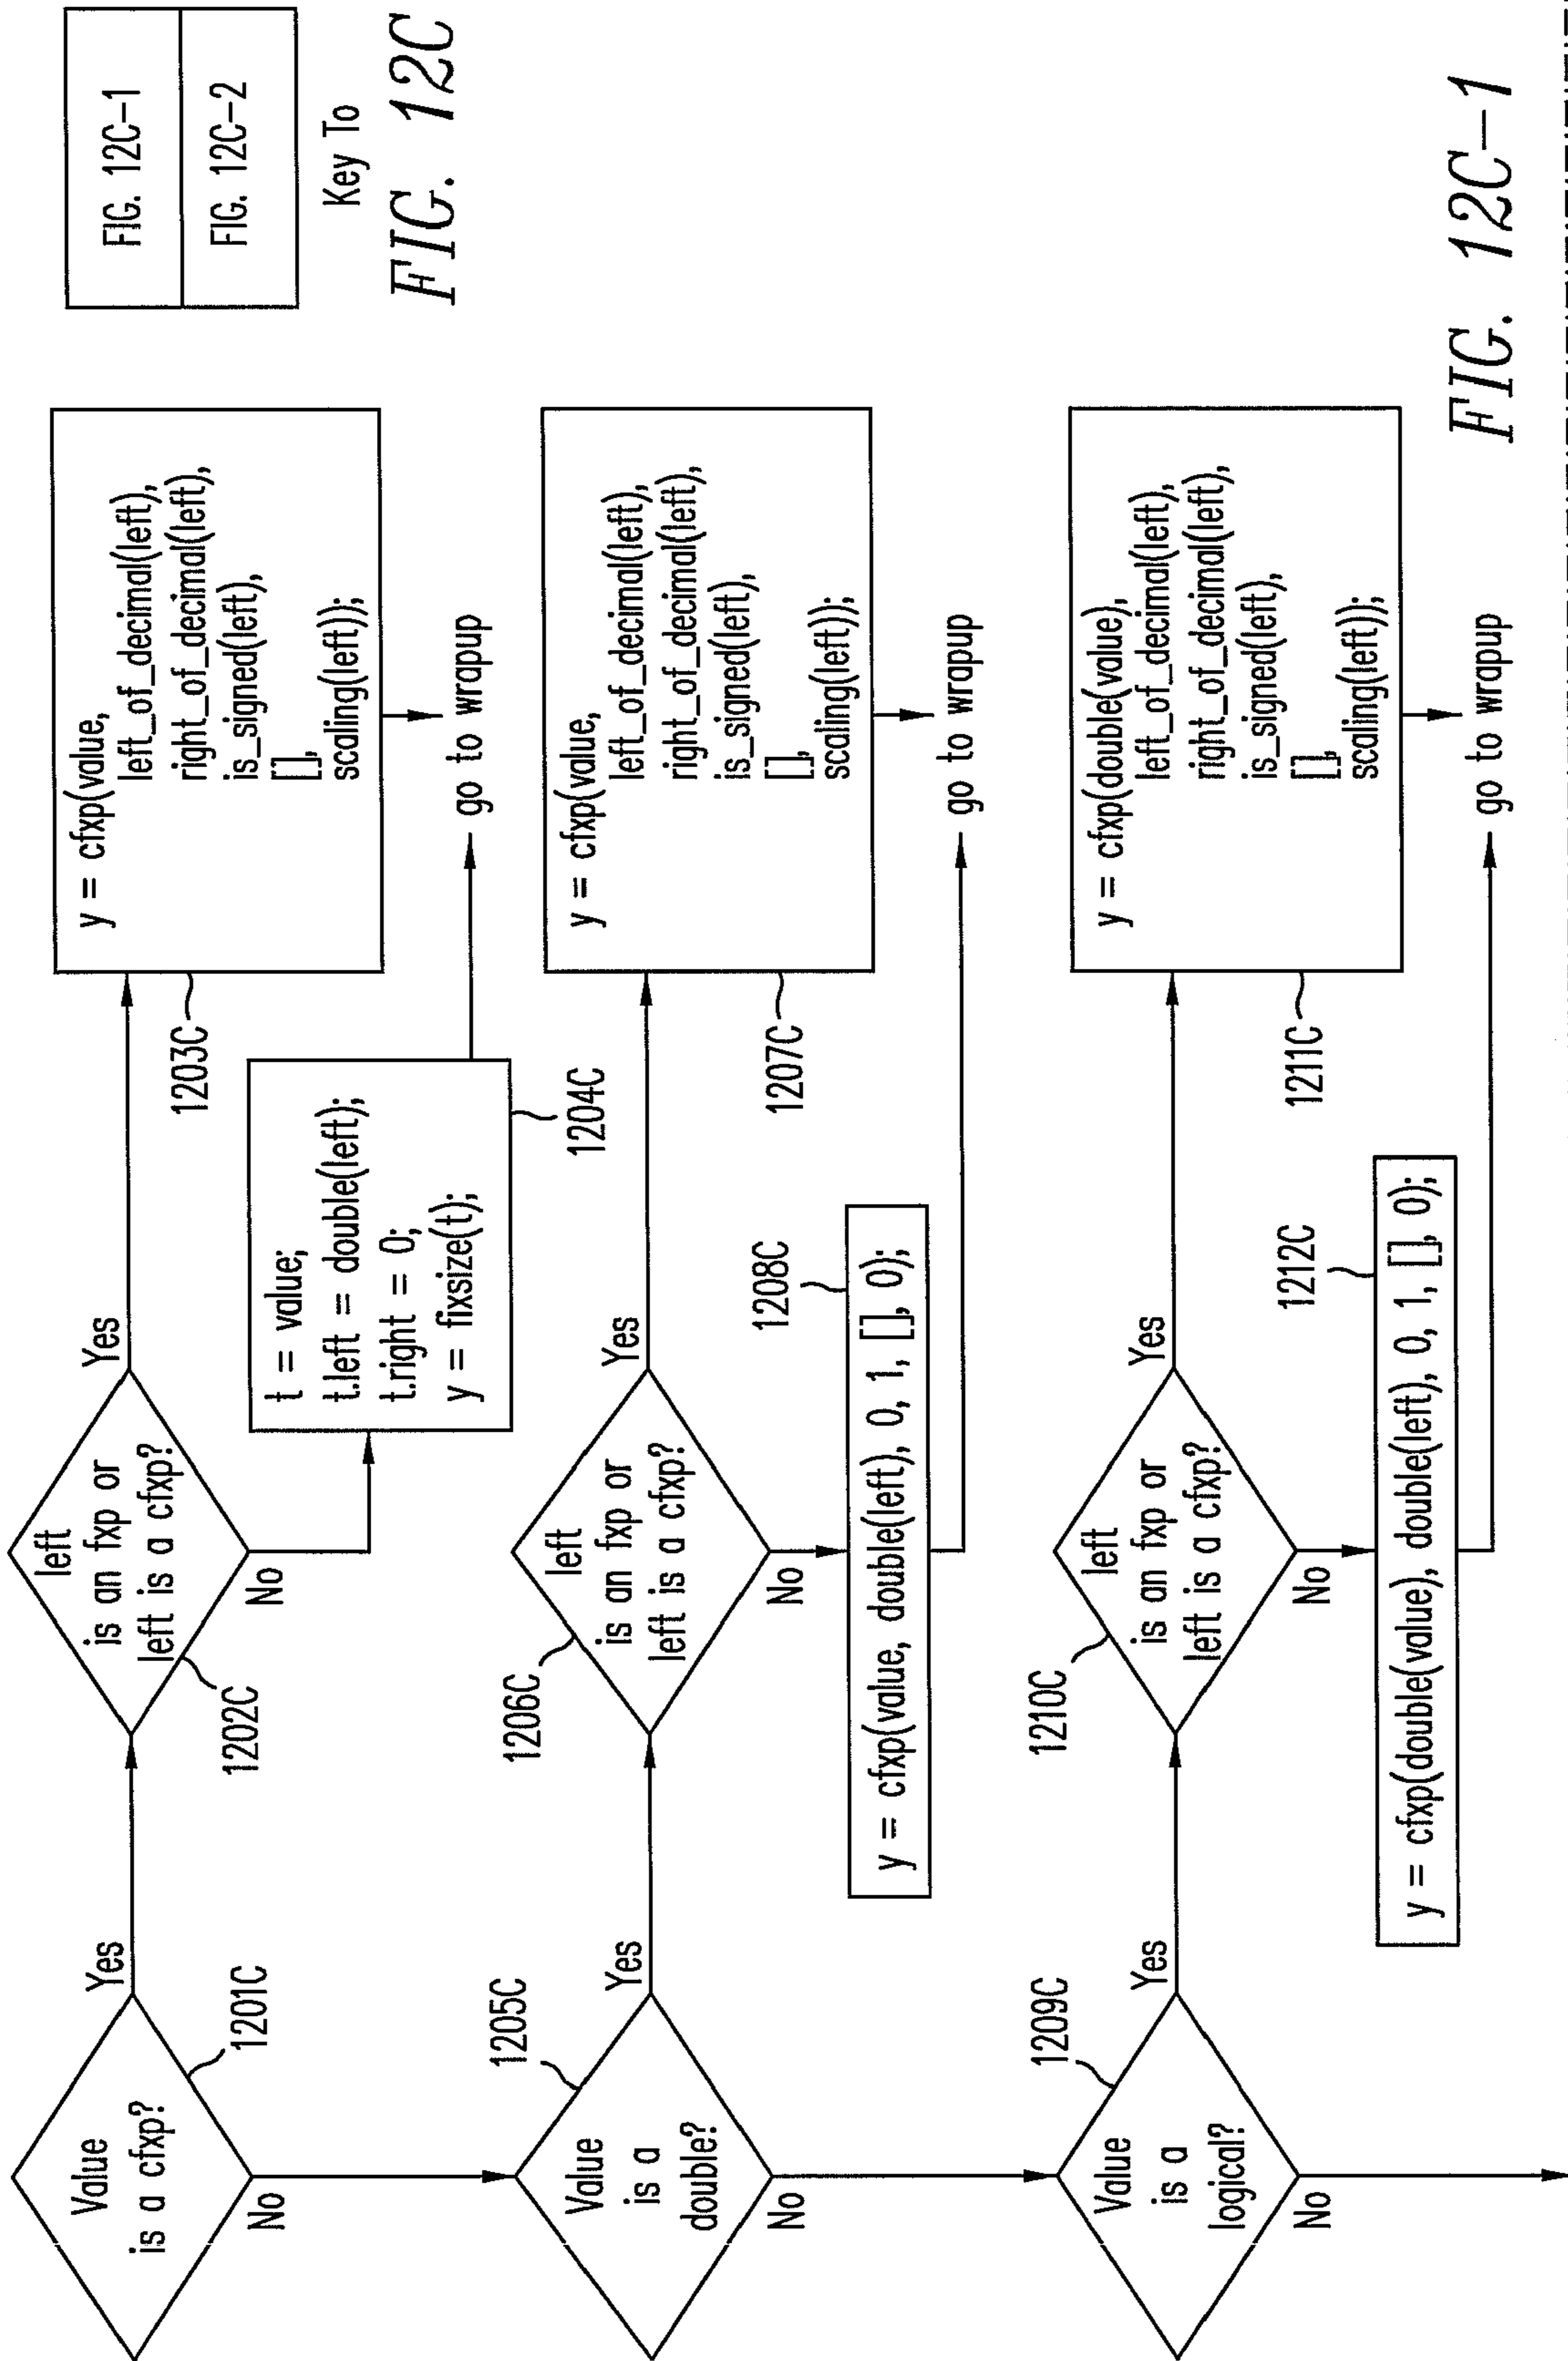 Value
is a cfxp?
Yes
No
1201C
left
is an fxp or
left is a cfxp?
Yes
No
1202C
y = cfxp(value,
left_of_decimal(left),
right_of_decimal(left),
is_signed(left),
[],
scaling(left));
1203C
t = value;
t.left = double(left);
t.right = 0;
y = fixsize(t);
1204C
go to wrapup
Value
is a
double?
Yes
No
1205C
left
is an fxp or
left is a cfxp?
Yes
No
1206C
y = cfxp(value,
left_of_decimal(left),
right_of_decimal(left),
is_signed(left),
[],
scaling(left));
1207C
y = cfxp(value, double(left), 0, 1, [], 0);
1208C
go to wrapup
Value
is a
logical?
Yes
No
1209C
left
is an fxp or
left is a cfxp?
Yes
No
1210C
y = cfxp(double(value),
left_of_decimal(left),
right_of_decimal(left),
is_signed(left),
[],
scaling(left));
1211C
y = cfxp(double(value), double(left), 0, 1, [], 0);
1212C
go to wrapup
FIG. 12C-1
FIG. 12C-2
Key To
FIG. 12C
FIG. 12C-1